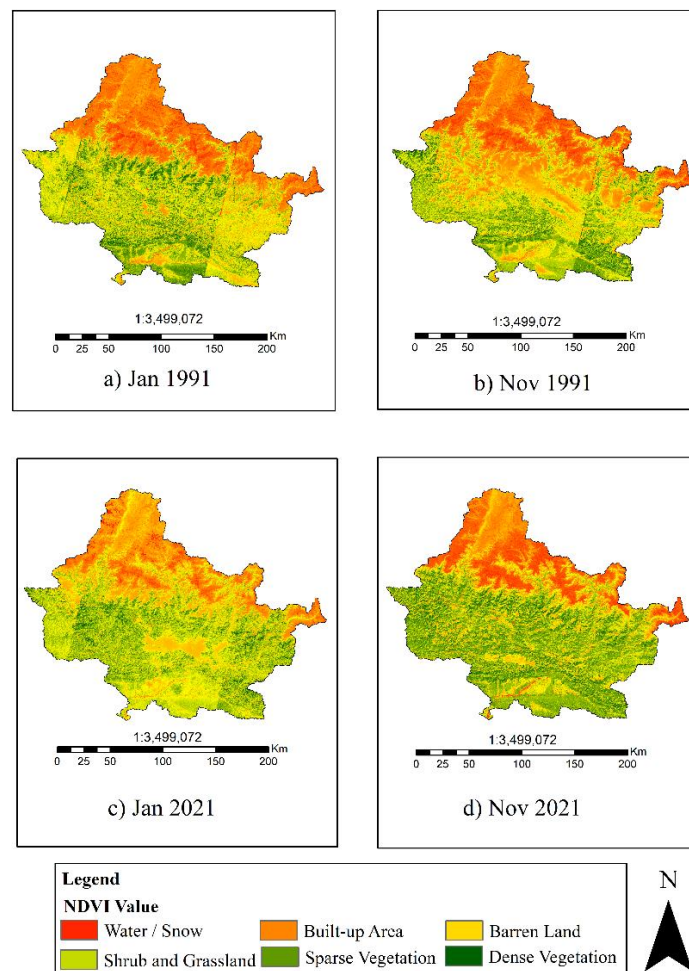 1:3,499,072
Km
0 25 50 100 150 200
a) Jan 1991
1:3,499,072
Km
0 25 50 100 150 200
b) Nov 1991
1:3,499,072
Km
0 25 50 100 150 200
c) Jan 2021
1:3,499,072
Km
0 25 50 100 150 200
d) Nov 2021
Legend
NDVI Value
Water / Snow Built-up Area Barren Land
Shrub and Grassland Sparse Vegetation Dense Vegetation
N